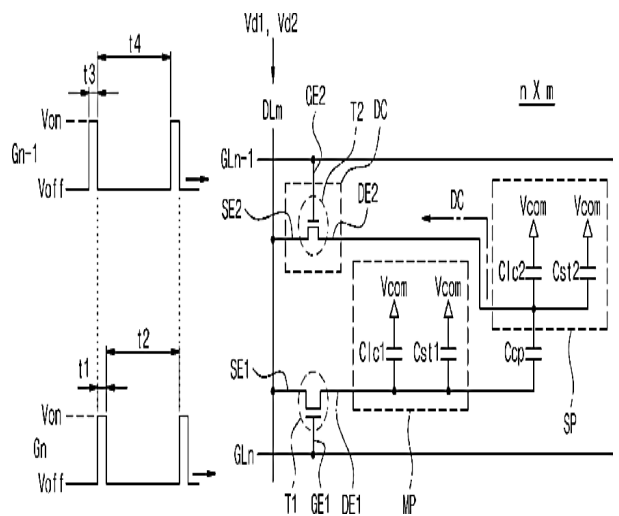 Vd1, Vd2
n X m
t4
t3
DLm
GE2
T2
DC
Von
Gn-1
Voff
GLn-1
SE2
DE2
DC
Vcom
Vcom
Clc2
Cst2
Vcom
Vcom
Clc1
Cst1
Ccp
t1
t2
SE1
SP
Von
Gn
Voff
GLn
T1
GE1
DE1
MP